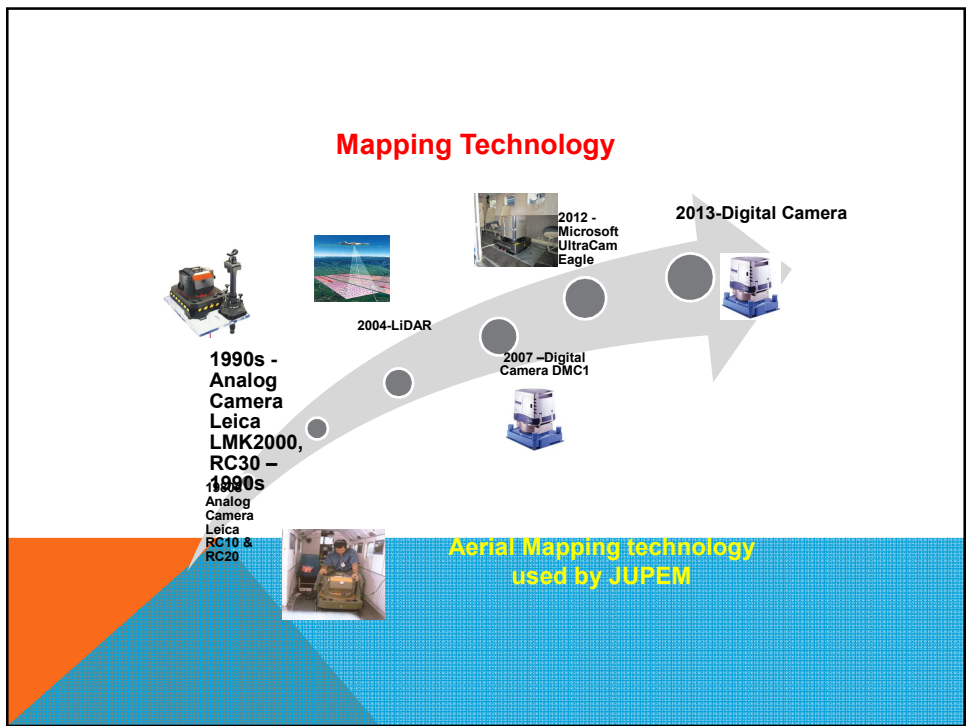 Mapping Technology
2013-Digital Camera
2012 -
Microsoft
UltraCam
Eagle
2004-LiDAR
2007 –Digital
Camera DMC1
1990s -
Analog
Camera
Leica
LMK2000,
RC30 –
1990s
1980s
Analog
Camera
Leica
RC10 &
RC20
Aerial Mapping technology
used by JUPEM